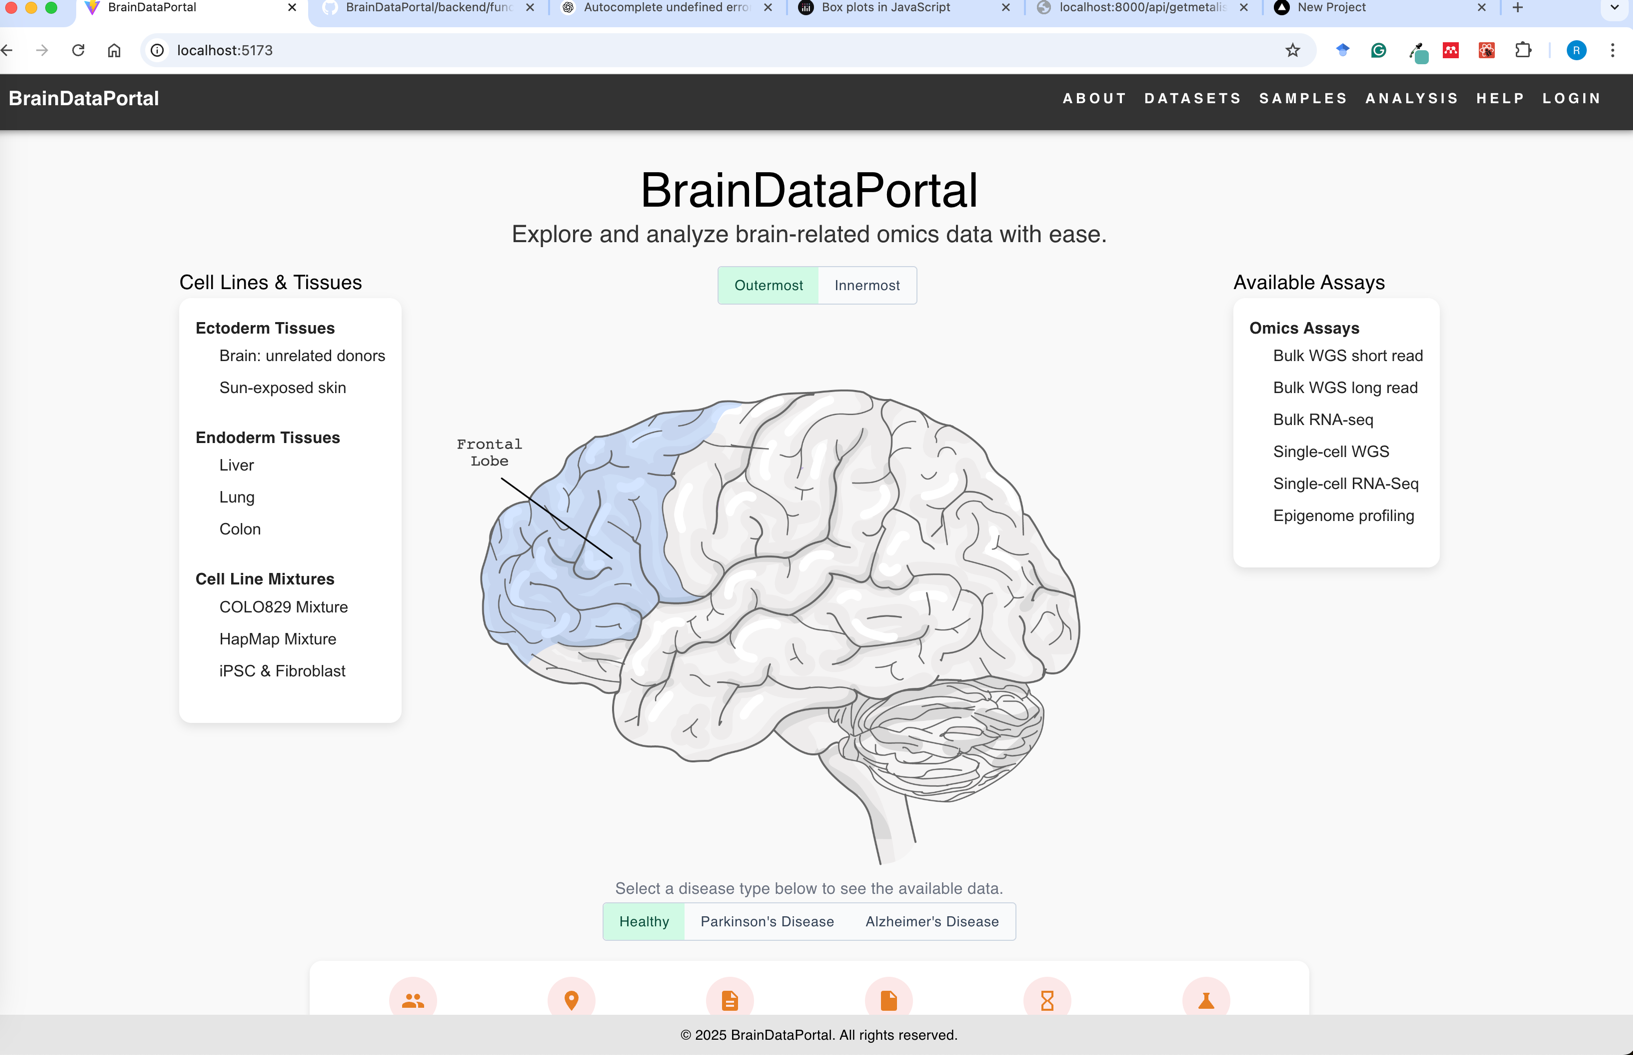 BrainDataPortal
BrainDataPortal/backend/func
Autocomplete undefined erro
Box plots in JavaScript
localhost:8000/api/getmetalis
New Project
localhost:5173
R
BrainDataPortal
ABOUT DATASETS SAMPLES ANALYSIS HELP LOGIN
BrainDataPortal
Explore and analyze brain-related omics data with ease.
Outermost Innermost
Cell Lines & Tissues
Ectoderm Tissues
Brain: unrelated donors
Sun-exposed skin
Endoderm Tissues
Liver
Lung
Colon
Cell Line Mixtures
COLO829 Mixture
HapMap Mixture
iPSC & Fibroblast
Frontal
Lobe
Available Assays
Omics Assays
Bulk WGS short read
Bulk WGS long read
Bulk RNA-seq
Single-cell WGS
Single-cell RNA-Seq
Epigenome profiling
Select a disease type below to see the available data.
Healthy Parkinson's Disease Alzheimer's Disease
© 2025 BrainDataPortal. All rights reserved.